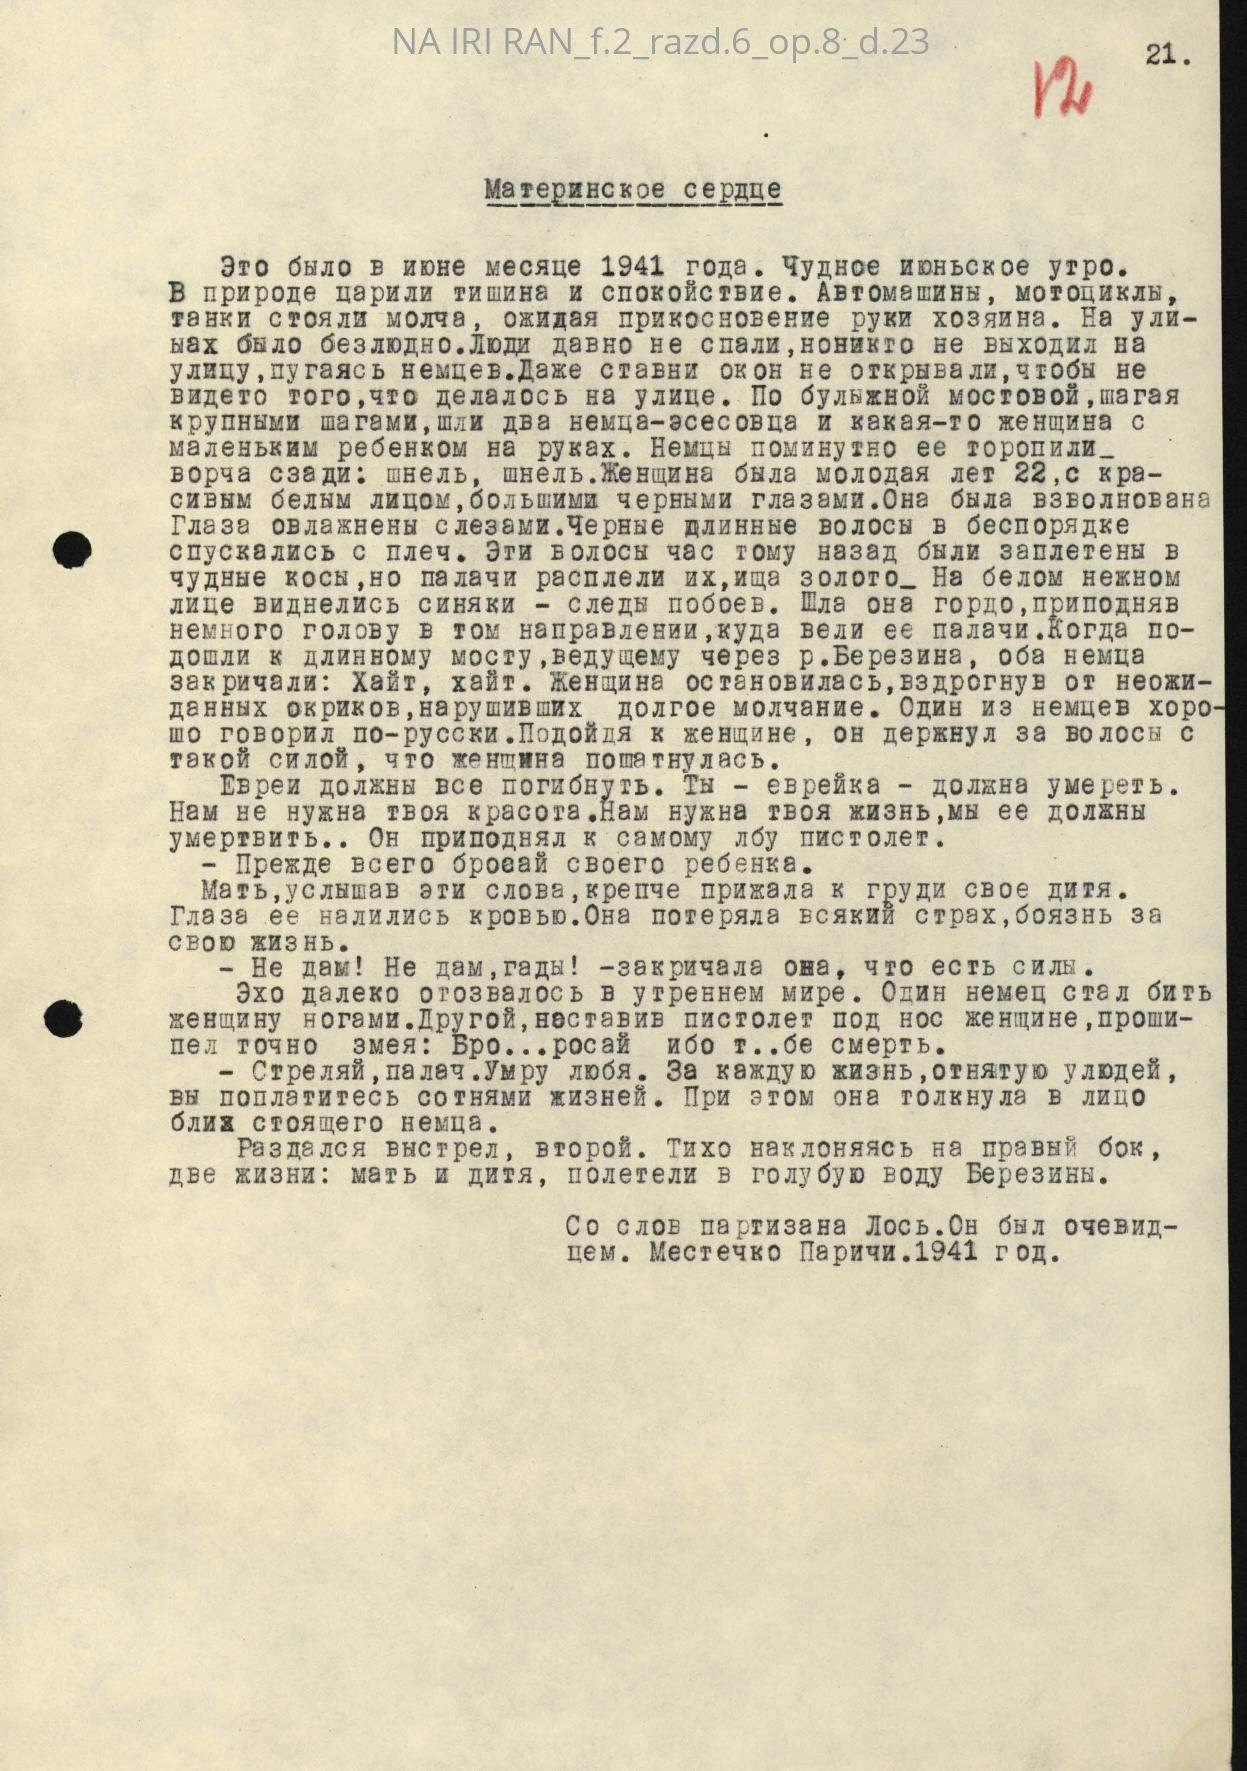 NA IRI RAN_f.2_razd.6_op.8_d.23
21.
12
Материнское сердце
Это было в июне месяце 1941 года. Чудное июньское утро.
В природе царили тишина и спокойствие. Автомашины, мотоциклы,
танки стояли молча, ожидая прикосновение руки хозяина. На ули-
нах было безлюдно.Люди давно не спали,ноникто не выходил на
улицу,пугаясь немцев.Даже ставни окон не открывали,чтобы не
видето того,что делалось на улице. По булыжной мостовой,шагая
крупными шагами,шли два немца-эсесовца и какая-то женщина с
маленьким ребенком на руках. Немцы поминутно ее торопили_
ворча сзади: шнель, шнель.Женщина была молодая лет 22,с кра-
сивым белым лицом,большими черными глазами.Она была взволнована
Глаза овлажнены слезами.Черные длинные волосы в беспорядке
спускались с плеч. Эти волосы час тому назад были заплетены в
чудные косы,но палачи расплели их,ища золото_ На белом нежном
лице виднелись синяки - следы побоев. Шла она гордо,приподняв
немного голову в том направлении,куда вели ее палачи.Когда по-
дошли к длинному мосту,ведущему через р.Березина, оба немца
закричали: Хайт, хайт. Женщина остановилась,вздрогнув от неожи-
данных окриков,нарушивших долгое молчание. Один из немцев хоро-
шо говорил по-русски.Подойдя к женщине, он держнул за волосы с
такой силой, что женщина пошатнулась.
Евреи должны все погибнуть. Ты - еврейка - должна умереть.
Нам не нужна твоя красота.Нам нужна твоя жизнь,мы ее должны
умертвить.. Он приподнял к самому лбу пистолет.
- Прежде всего бросай своего ребенка.
Мать,услышав эти слова,крепче прижала к груди свое дитя.
Глаза ее налились кровью.Она потеряла всякий страх,боязнь за
свою жизнь.
- Не дам! Не дам,гады! -закричала она, что есть силы.
Эхо далеко отозвалось в утреннем мире. Один немец стал бить
женщину ногами.Другой,наставив пистолет под нос женщине,проши-
пел точно змея: Бро...росай ибо т..бе смерть.
- Стреляй,палач.Умру любя. За каждую жизнь,отнятую улюдей,
вы поплатитесь сотнями жизней. При этом она толкнула в лицо
близ стоящего немца.
Раздался выстрел, второй. Тихо наклоняясь на правый бок,
две жизни: мать и дитя, полетели в голубую воду Березины.
Со слов партизана Лось.Он был очевид-
цем. Местечко Паричи.1941 год.